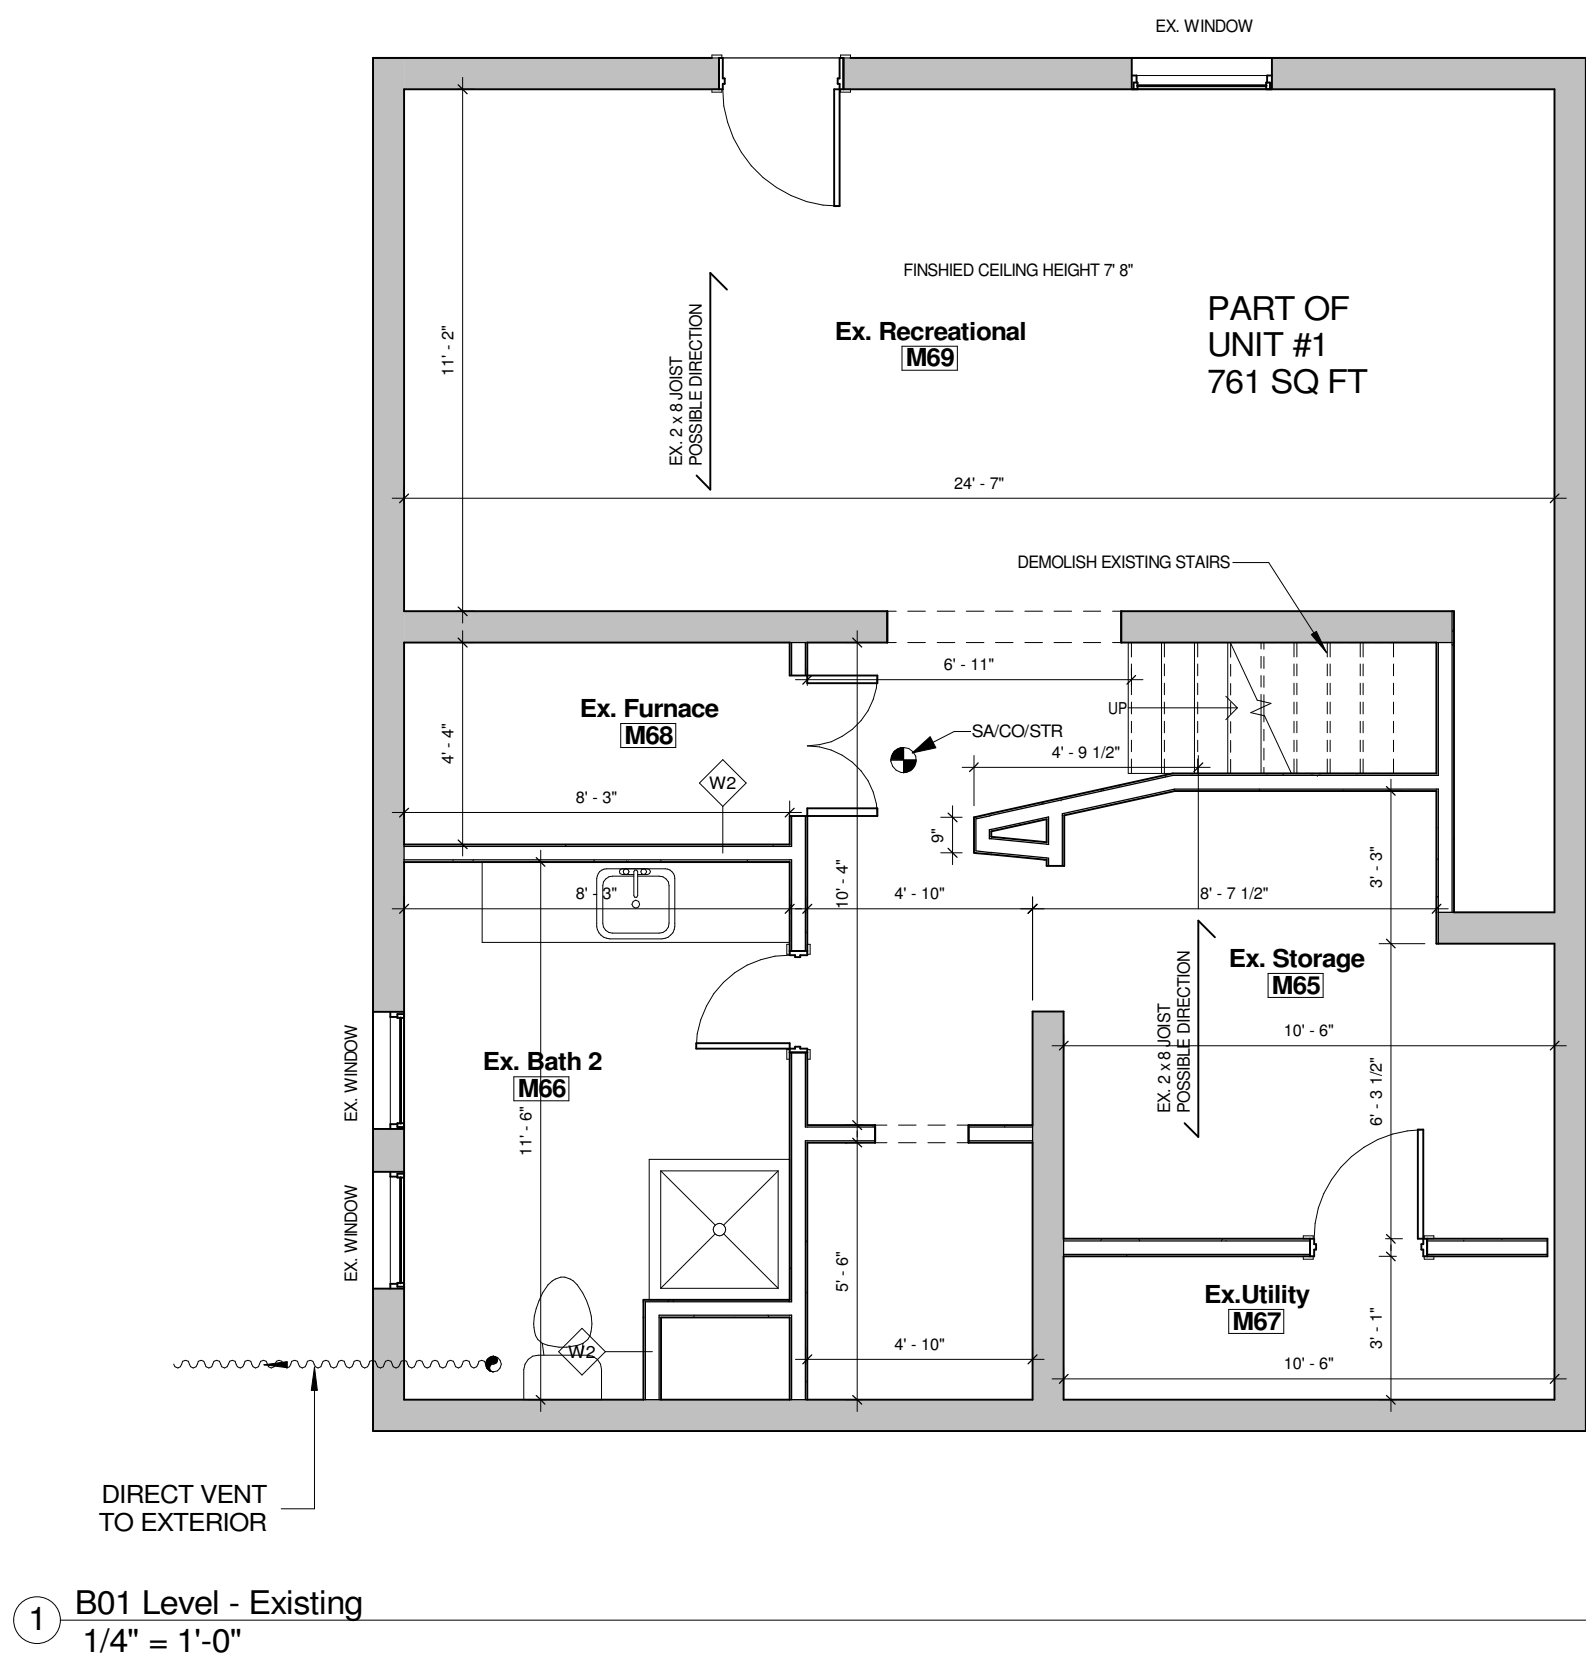 EX. WINDOW
FINSHIED CEILING HEIGHT 7' 8"
PART OF
UNIT #1
761 SQ FT
Ex. Recreational
M69
11' - 2"
EX. 2 x 8 JOIST
POSSIBLE DIRECTION
24' - 7"
DEMOLISH EXISTING STAIRS
6' - 11"
Ex. Furnace
M68
UP
SA/CO/STR
4' - 4"
4' - 9 1/2"
W2
8' - 3"
9"
3' - 3"
8' - 3"
10' - 4"
4' - 10"
8' - 7 1/2"
Ex. Storage
M65
EX. 2 x 8 JOIST
POSSIBLE DIRECTION
10' - 6"
EX. WINDOW
Ex. Bath 2
M66
11' - 6"
6' - 3 1/2"
EX. WINDOW
5' - 6"
Ex.Utility
M67
3' - 1"
W2
4' - 10"
10' - 6"
DIRECT VENT
TO EXTERIOR
1
B01 Level - Existing
1/4" = 1'-0"